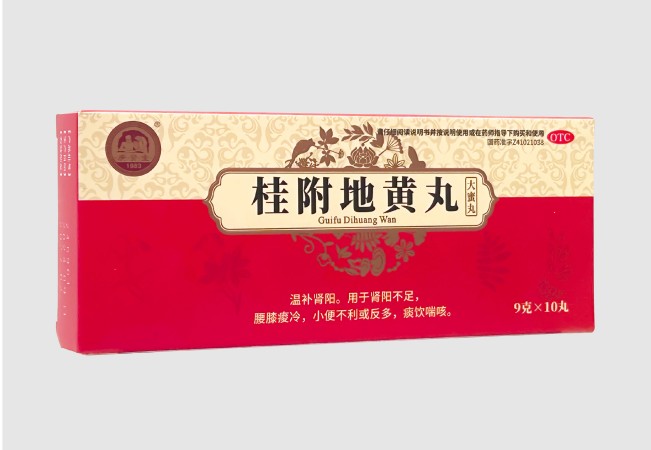 责任细阅读说明书并按说明使用或在药师指导下购买和使用
OTC
国药准字Z41021038
®
1985
桂附地黄丸
大蜜丸
Guifu Dihuang Wan
温补肾阳。用于肾阳不足，
腰膝痠冷，小便不利或反多，痰饮喘咳。
9克×10丸